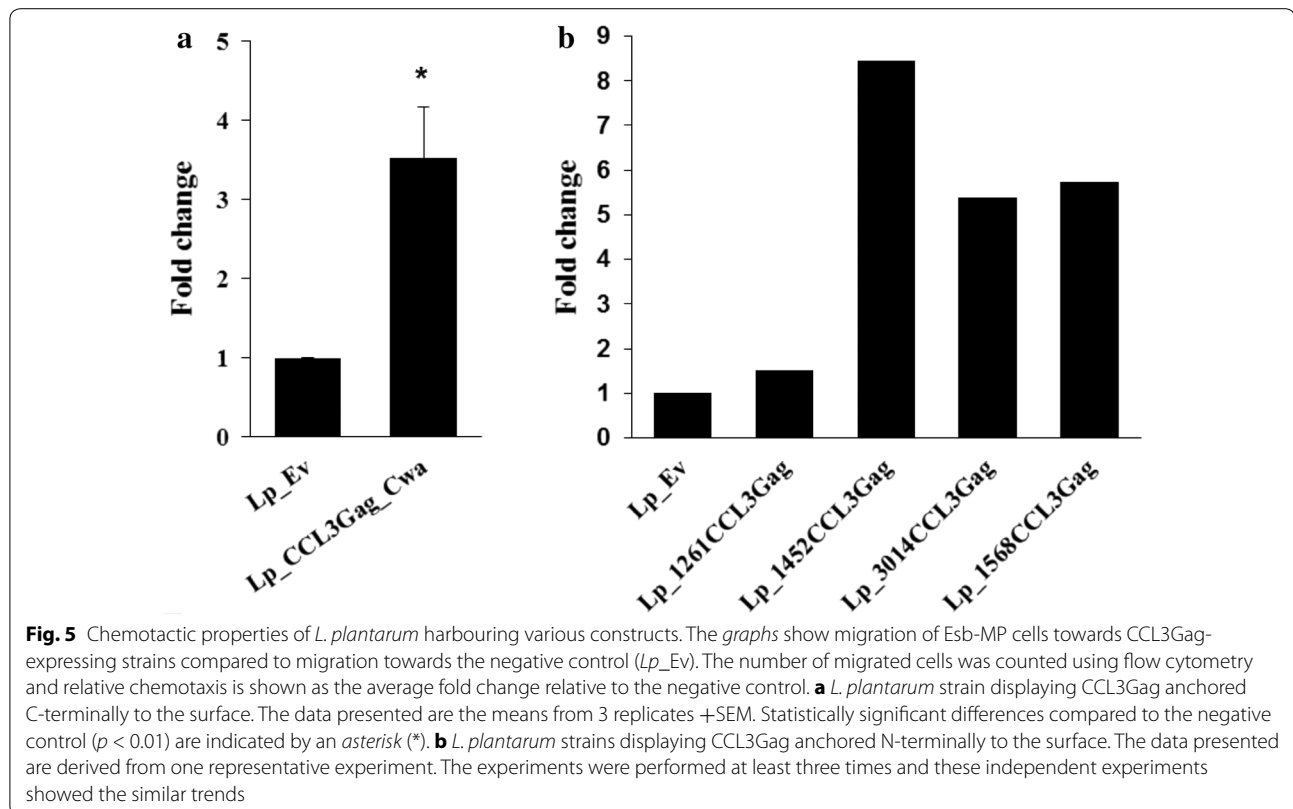 a
5
4
3
2
1
0
Fold change
*
Lp_Ev
Lp_CCL3Gag_Cwa
b
9
8
7
6
5
4
3
2
1
0
Fold change
Lp_Ev
Lp_1261CCL3Gag
Lp_1452CCL3Gag
Lp_3014CCL3Gag
Lp_1568CCL3Gag
Fig. 5 Chemotactic properties of L. plantarum harbouring various constructs. The graphs show migration of Esb-MP cells towards CCL3Gag-
expressing strains compared to migration towards the negative control (Lp_Ev). The number of migrated cells was counted using flow cytometry
and relative chemotaxis is shown as the average fold change relative to the negative control. a L. plantarum strain displaying CCL3Gag anchored
C-terminally to the surface. The data presented are the means from 3 replicates +SEM. Statistically significant differences compared to the negative
control (p < 0.01) are indicated by an asterisk (*). b L. plantarum strains displaying CCL3Gag anchored N-terminally to the surface. The data presented
are derived from one representative experiment. The experiments were performed at least three times and these independent experiments
showed the similar trends